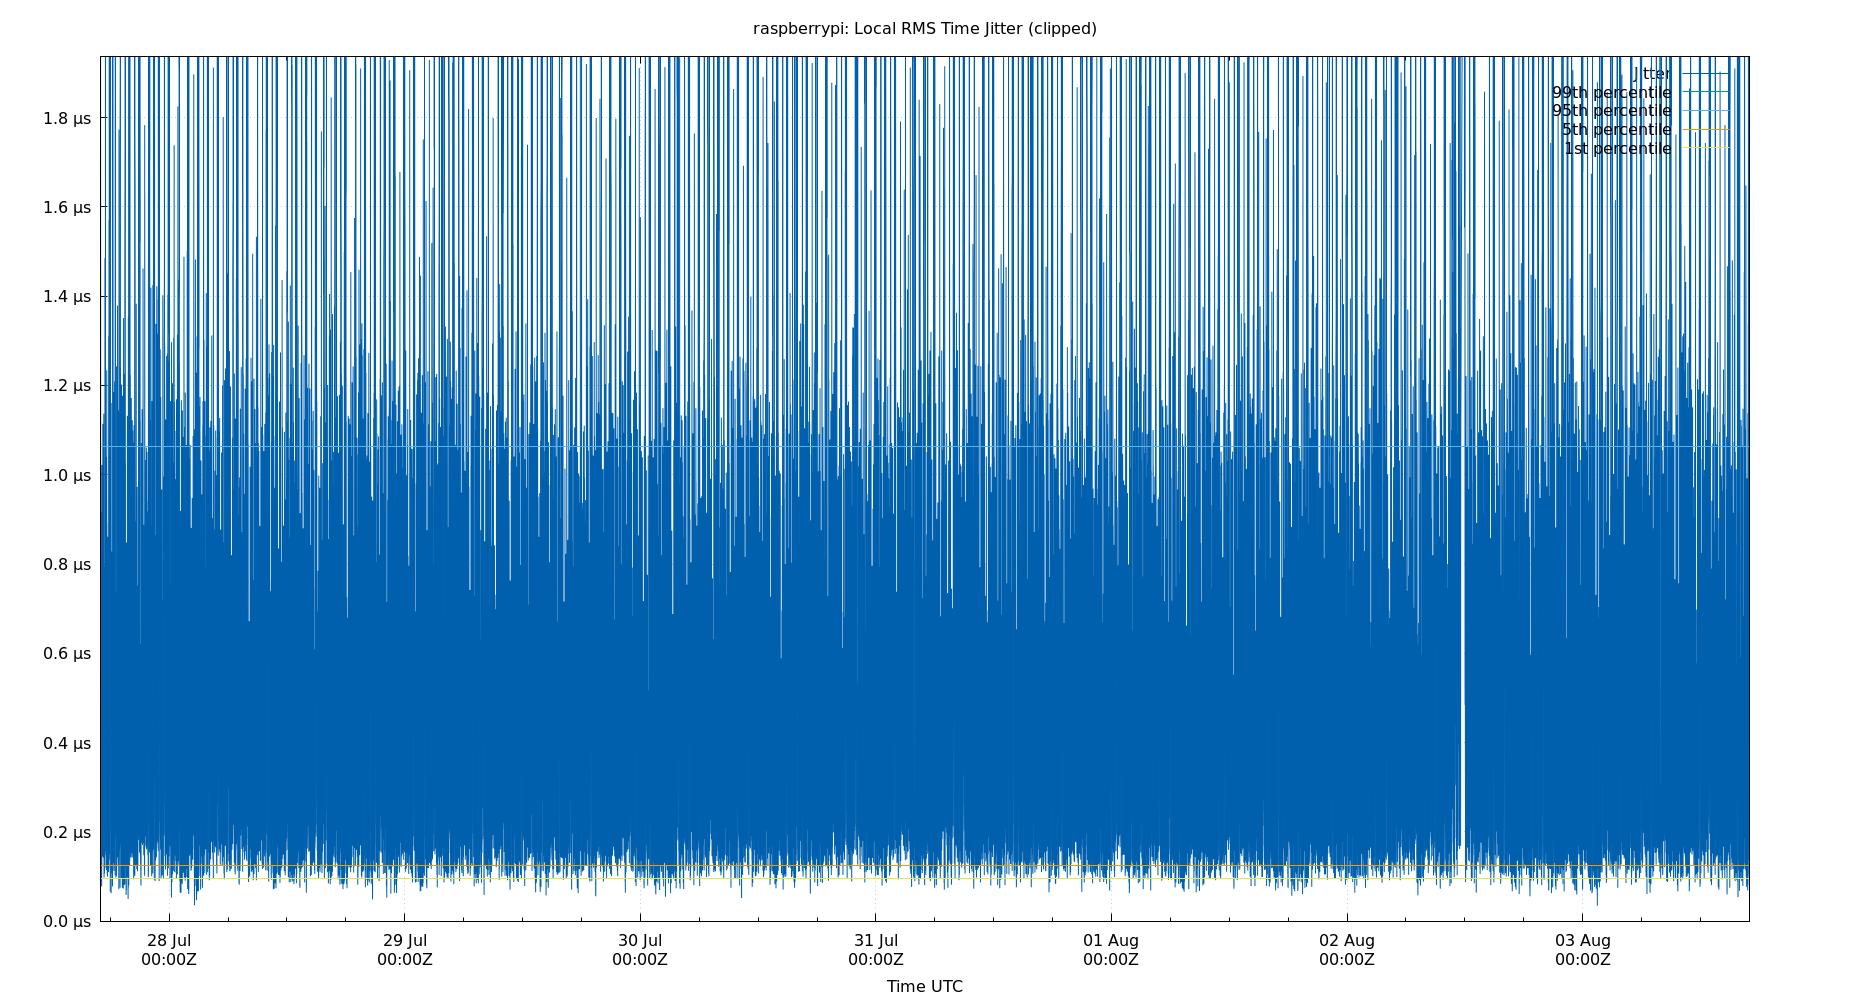 raspberrypi: Local RMS Time Jitter (clipped)
Jitter
99th percentile
95th percentile
5th percentile
1st percentile
1.8 µs
1.6 µs
1.4 µs
1.2 µs
1.0 µs
0.8 µs
0.6 µs
0.4 µs
0.2 µs
0.0 µs
28 Jul 29 Jul 30 Jul 31 Jul 01 Aug 02 Aug 03 Aug
00:00Z 00:00Z 00:00Z 00:00Z 00:00Z 00:00Z 00:00Z
Time UTC